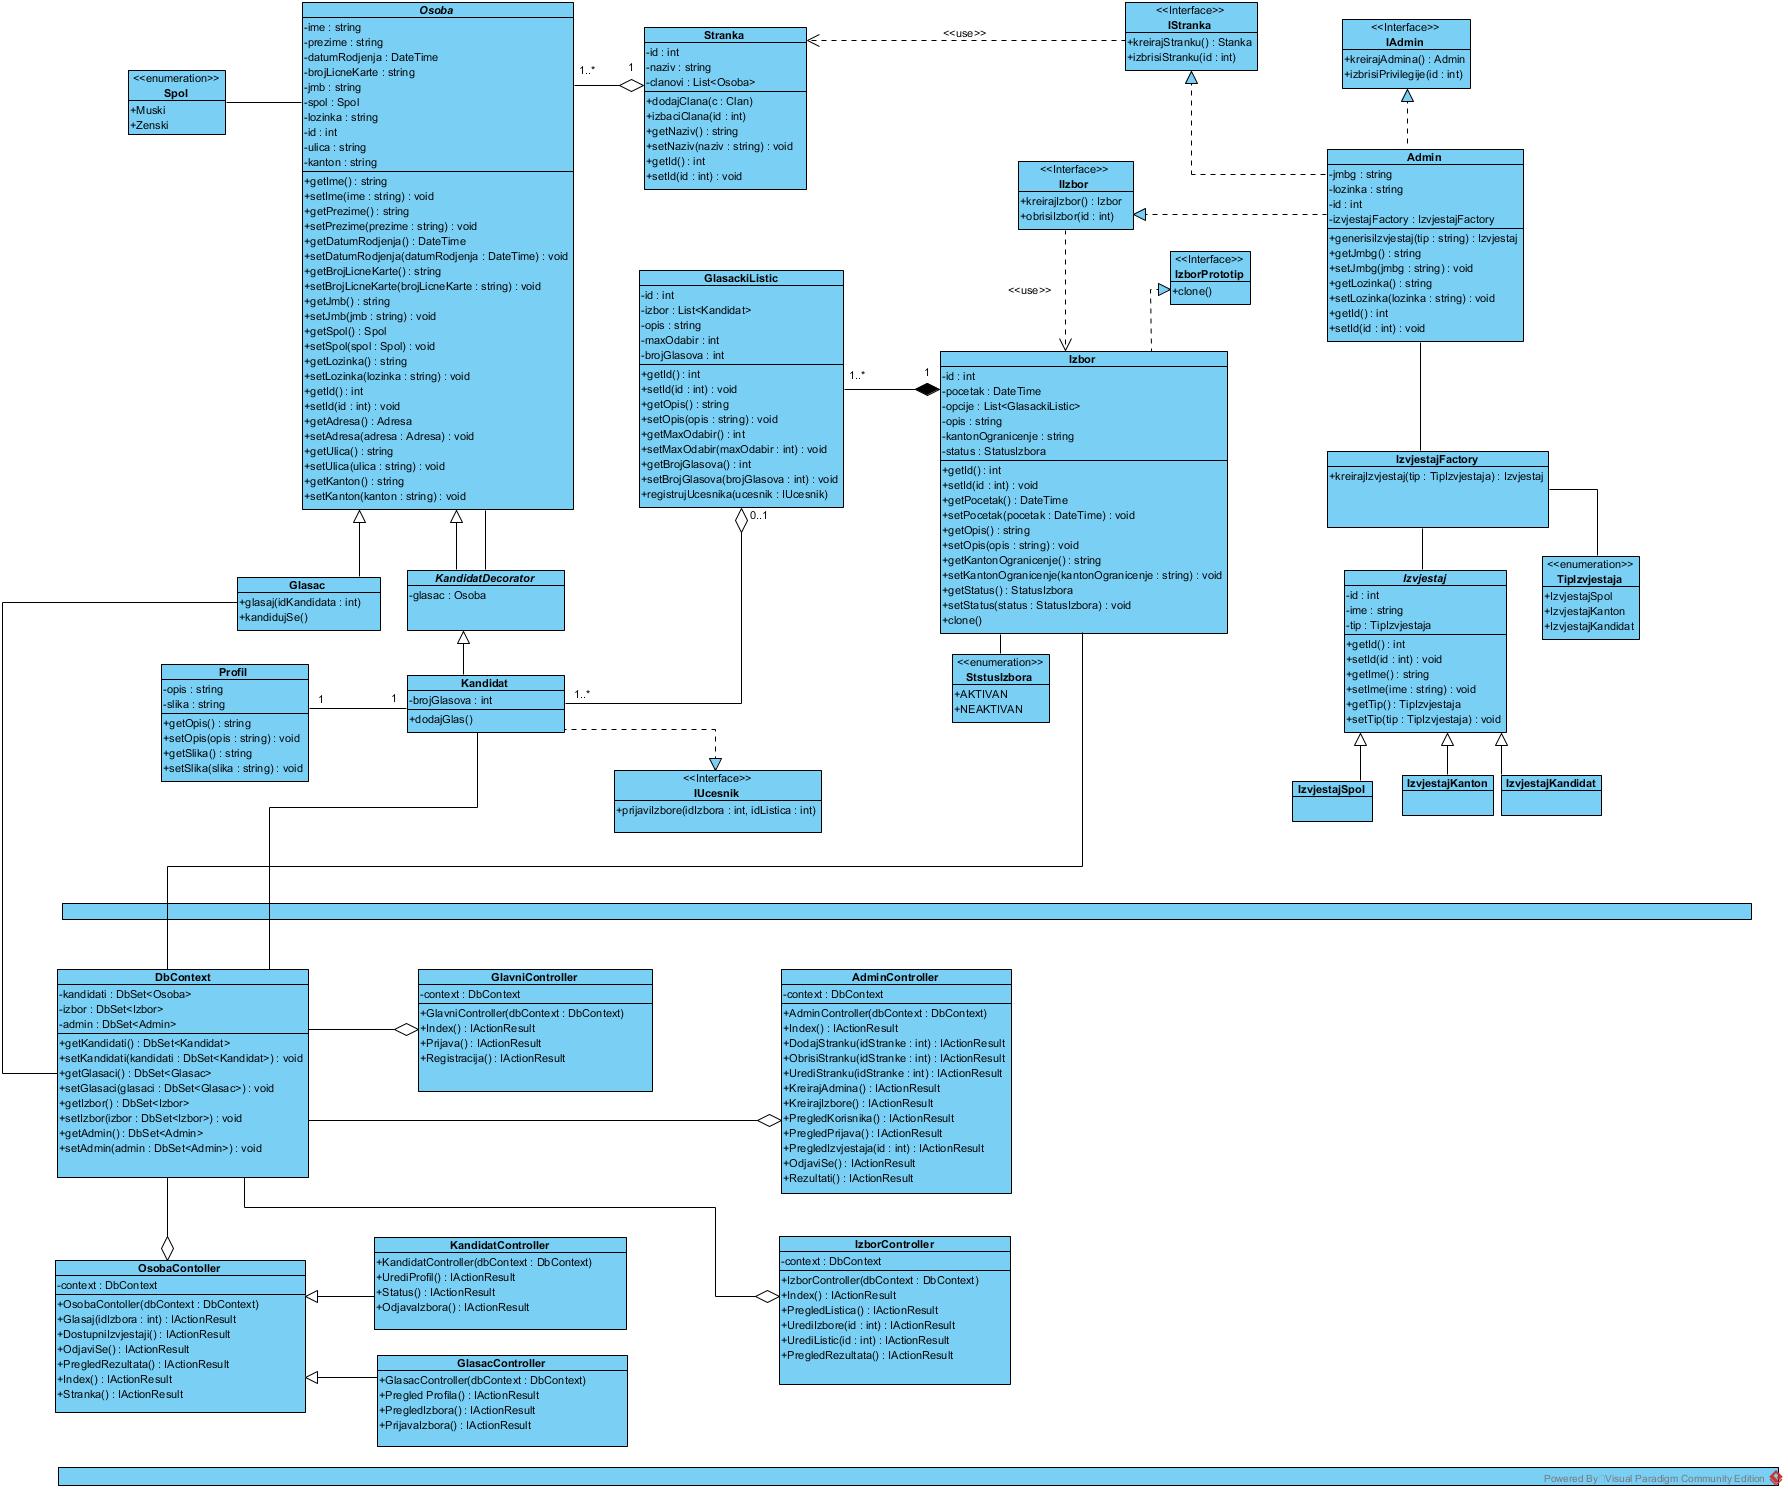 <<enumeration>>
Spol
+Muski
+Zenski
Osoba
-ime : string
-prezime : string
-datumRodjenja : DateTime
-brojLicneKarte : string
-jmb : string
-spol : Spol
-lozinka : string
-id : int
-ulica : string
-kanton : string
+getIme() : string
+setIme(ime : string) : void
+getPrezime() : string
+setPrezime(prezime : string) : void
+getDatumRodjenja() : DateTime
+setDatumRodjenja(datumRodjenja : DateTime) : void
+getBrojLicneKarte() : string
+setBrojLicneKarte(brojLicneKarte : string) : void
+getJmb() : string
+setJmb(jmb : string) : void
+getSpol() : Spol
+setSpol(spol : Spol) : void
+getLozinka() : string
+setLozinka(lozinka : string) : void
+getId() : int
+setId(id : int) : void
+getAdresa() : Adresa
+setAdresa(adresa : Adresa) : void
+getUlica() : string
+setUlica(ulica : string) : void
+getKanton() : string
+setKanton(kanton : string) : void
1..*
1
Stranka
-id : int
-naziv : string
-clanovi : List<Osoba>
+dodajClana(c : Clan)
+izbaciClana(id : int)
+getNaziv() : string
+setNaziv(naziv : string) : void
+getId() : int
+setId(id : int) : void
<<use>>
<<Interface>>
IStranka
+kreirajStranku() : Stanka
+izbrisiStranku(id : int)
<<Interface>>
IAdmin
+kreirajAdmina() : Admin
+izbrisiPrivilegije(id : int)
<<Interface>>
IIzbor
+kreirajIzbor() : Izbor
+obrisiIzbor(id : int)
Admin
-jmbg : string
-lozinka : string
-id : int
-izvjestajFactory : IzvjestajFactory
+generisiIzvjestaj(tip : string) : Izvjestaj
+getJmbg() : string
+setJmbg(jmbg : string) : void
+getLozinka() : string
+setLozinka(lozinka : string) : void
+getId() : int
+setId(id : int) : void
<<use>>
<<Interface>>
IzborPrototip
+clone()
GlasackiListic
-id : int
-izbor : List<Kandidat>
-opis : string
-maxOdabir : int
-brojGlasova : int
+getId() : int
+setId(id : int) : void
+getOpis() : string
+setOpis(opis : string) : void
+getMaxOdabir() : int
+setMaxOdabir(maxOdabir : int) : void
+getBrojGlasova() : int
+setBrojGlasova(brojGlasova : int) : void
+registrujUcesnika(ucesnik : IUcesnik)
1..*
1
0..1
Izbor
-id : int
-pocetak : DateTime
-opcije : List<GlasackiListic>
-opis : string
-kantonOgranicenje : string
-status : StatusIzbora
+getId() : int
+setId(id : int) : void
+getPocetak() : DateTime
+setPocetak(pocetak : DateTime) : void
+getOpis() : string
+setOpis(opis : string) : void
+getKantonOgranicenje() : string
+setKantonOgranicenje(kantonOgranicenje : string) : void
+getStatus() : StatusIzbora
+setStatus(status : StatusIzbora) : void
+clone()
<<enumeration>>
StstusIzbora
+AKTIVAN
+NEAKTIVAN
IzvjestajFactory
+kreirajIzvjestaj(tip : TipIzvjestaja) : Izvjestaj
<<enumeration>>
TipIzvjestaja
+IzvjestajSpol
+IzvjestajKanton
+IzvjestajKandidat
Izvjestaj
-id : int
-ime : string
-tip : TipIzvjestaja
+getId() : int
+setId(id : int) : void
+getIme() : string
+setIme(ime : string) : void
+getTip() : TipIzvjestaja
+setTip(tip : TipIzvjestaja) : void
IzvjestajSpol
IzvjestajKanton
IzvjestajKandidat
Glasac
+glasaj(idKandidata : int)
+kandidujSe()
KandidatDecorator
-glasac : Osoba
Profil
-opis : string
-slika : string
+getOpis() : string
+setOpis(opis : string) : void
+getSlika() : string
+setSlika(slika : string) : void
1
1
Kandidat
-brojGlasova : int
+dodajGlas()
1..*
<<Interface>>
IUcesnik
+prijaviIzbore(idIzbora : int, idListica : int)
DbContext
-kandidati : DbSet<Osoba>
-izbor : DbSet<Izbor>
-admin : DbSet<Admin>
+getKandidati() : DbSet<Kandidat>
+setKandidati(kandidati : DbSet<Kandidat>) : void
+getGlasaci() : DbSet<Glasac>
+setGlasaci(glasaci : DbSet<Glasac>) : void
+getIzbor() : DbSet<Izbor>
+setIzbor(izbor : DbSet<Izbor>) : void
+getAdmin() : DbSet<Admin>
+setAdmin(admin : DbSet<Admin>) : void
GlavniController
-context : DbContext
+GlavniController(dbContext : DbContext)
+Index() : IActionResult
+Prijava() : IActionResult
+Registracija() : IActionResult
AdminController
-context : DbContext
+AdminController(dbContext : DbContext)
+Index() : IActionResult
+DodajStranku(idStranke : int) : IActionResult
+ObrisiStranku(idStranke : int) : IActionResult
+UrediStranku(idStranke : int) : IActionResult
+KreirajAdmina() : IActionResult
+KreirajIzbore() : IActionResult
+PregledKorisnika() : IActionResult
+PregledPrijava() : IActionResult
+PregledIzvjestaja(id : int) : IActionResult
+OdjaviSe() : IActionResult
+Rezultati() : IActionResult
OsobaContoller
-context : DbContext
+OsobaContoller(dbContext : DbContext)
+Glasaj(idIzbora : int) : IActionResult
+DostupniIzvjestaji() : IActionResult
+OdjaviSe() : IActionResult
+PregledRezultata() : IActionResult
+Index() : IActionResult
+Stranka() : IActionResult
KandidatController
+KandidatController(dbContext : DbContext)
+UrediProfil() : IActionResult
+Status() : IActionResult
+OdjavaIzbora() : IActionResult
GlasacController
+GlasacController(dbContext : DbContext)
+Pregled Profila() : IActionResult
+PregledIzbora() : IActionResult
+PrijavaIzbora() : IActionResult
IzborController
-context : DbContext
+IzborController(dbContext : DbContext)
+Index() : IActionResult
+PregledListica() : IActionResult
+UrediIzbore(id : int) : IActionResult
+UrediListic(id : int) : IActionResult
+PregledRezultata() : IActionResult
Powered By Visual Paradigm Community Edition